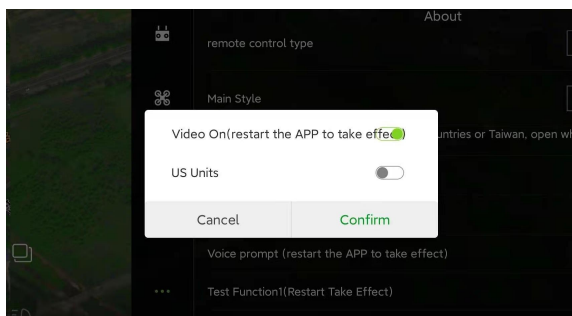 About
remote control type
Main Style
Video On(restart the APP to take effect)
untries or Taiwan, open wh
US Units
Cancel
Confirm
Voice prompt (restart the APP to take effect)
Test Function1(Restart Take Effect)